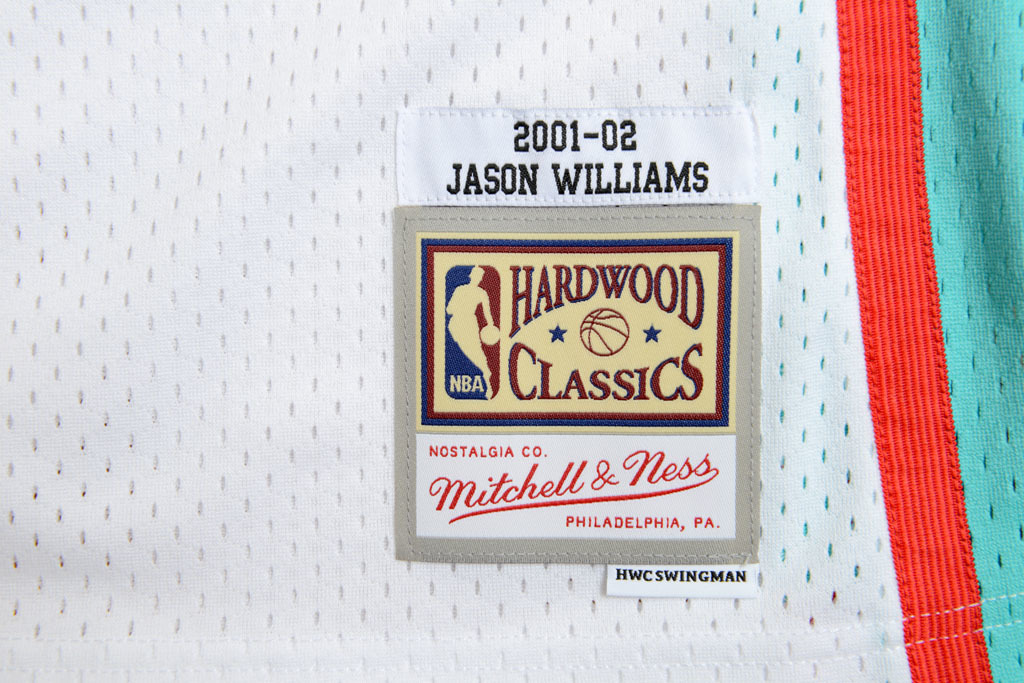 2001-02
JASON WILLIAMS
HARDWOOD
CLASSICS
NBA
NOSTALGIA CO.
Mitchell & Ness
PHILADELPHIA, PA.
HWC SWINGMAN